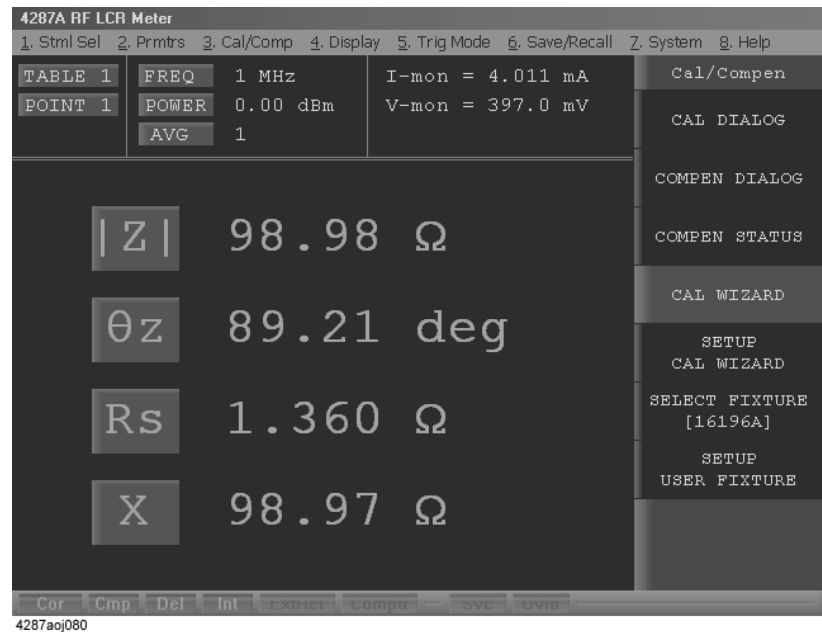 4287A RF LCR Meter
1. Stml Sel 2. Prmtrs 3. Cal/Comp 4. Display 5. Trig Mode 6. Save/Recall 7. System 8. Help
TABLE 1 FREQ 1 MHz I-mon = 4.011 mA
POINT 1 POWER 0.00 dBm V-mon = 397.0 mV
AVG 1
Cal/Compen
CAL DIALOG
COMPEN DIALOG
COMPEN STATUS
CAL WIZARD
SETUP
CAL WIZARD
SELECT FIXTURE
[16196A]
SETUP
USER FIXTURE
|Z| 98.98 Ω
θz 89.21 deg
Rs 1.360 Ω
X 98.97 Ω
Cor Cmp Del Int ExtRef Comptr Svc Ovld
4287aoj080